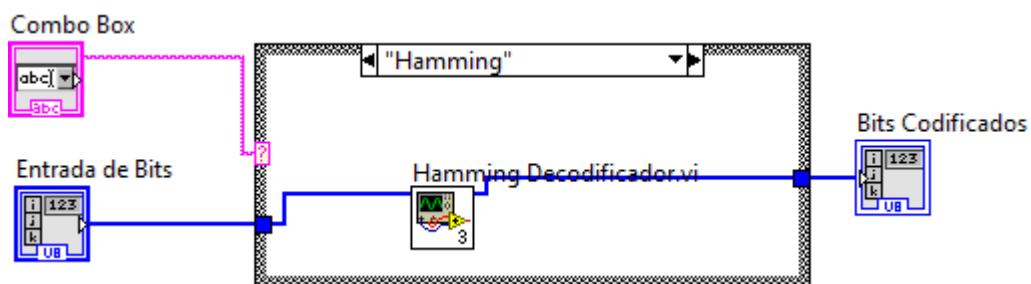 Combo Box
abc
abc
"Hamming"
?
Bits Codificados
i 123
j
k
U8
Entrada de Bits
i 123
j
k
U8
Hamming Decodificador.vi
3